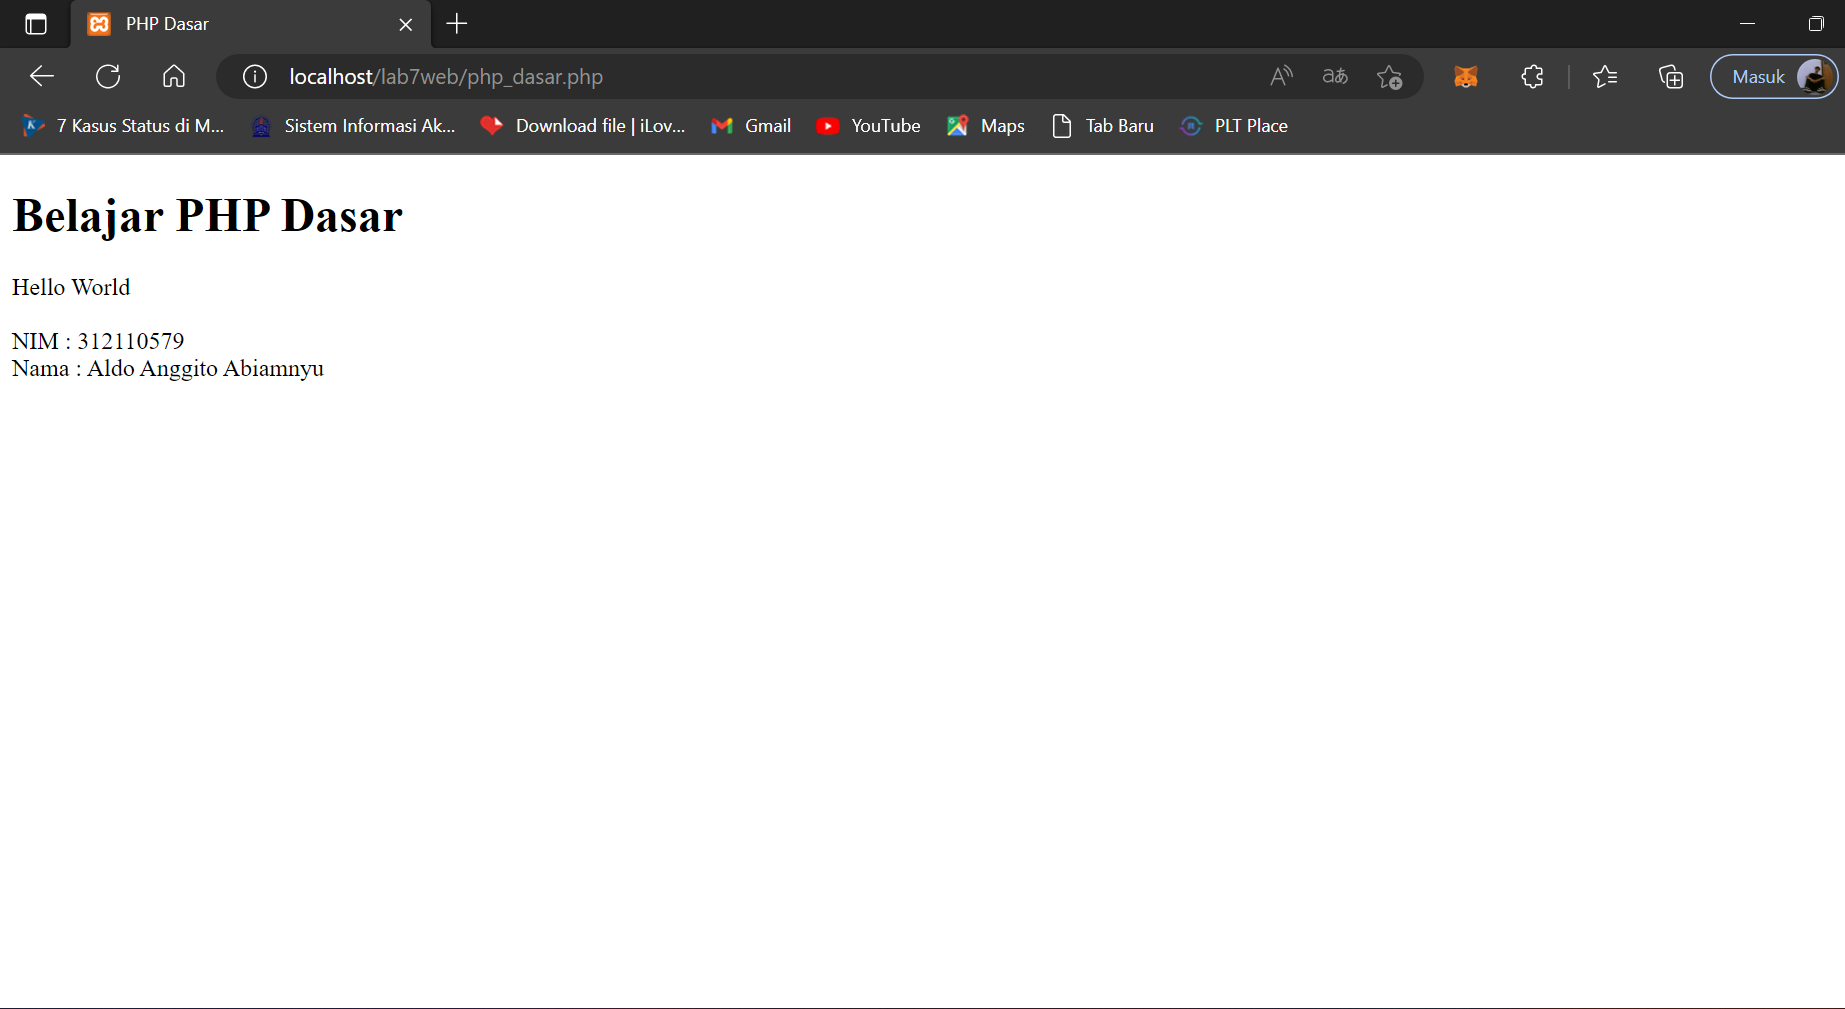 PHP Dasar
localhost/lab7web/php_dasar.php
Masuk
7 Kasus Status di M... Sistem Informasi Ak... Download file | iLov... Gmail YouTube Maps Tab Baru PLT Place
Belajar PHP Dasar
Hello World
NIM : 312110579
Nama : Aldo Anggito Abiamnyu